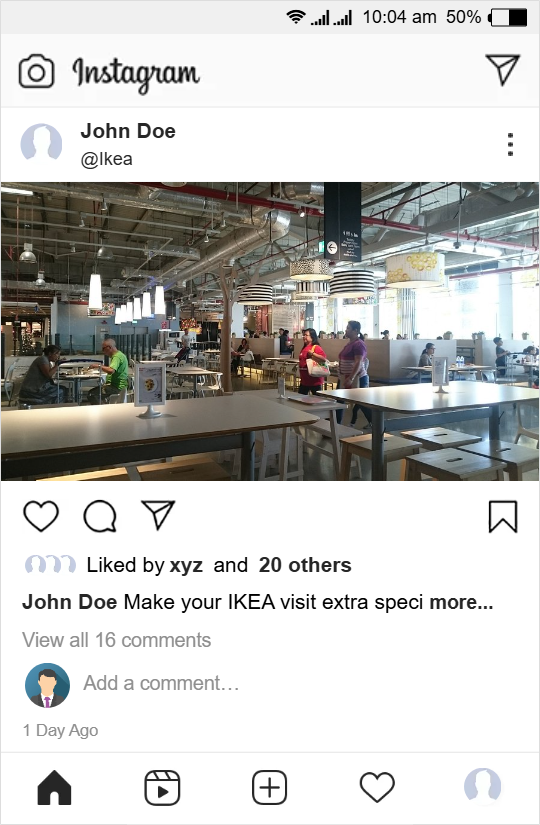 10:04 am 50%
Instagram
John Doe
@Ikea
Liked by xyz and 20 others
John Doe Make your IKEA visit extra speci more...
View all 16 comments
Add a comment...
1 Day Ago